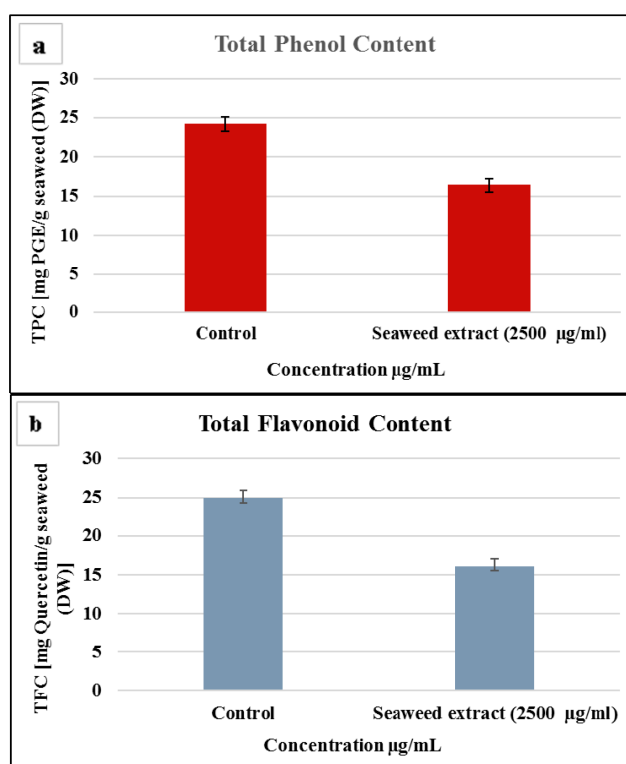 a
Total Phenol Content
TPC [mg PGE/g seaweed (DW)]
30
25
20
15
10
5
0
Control
Seaweed extract (2500 µg/ml)
Concentration µg/mL
b
Total Flavonoid Content
TFC [mg Quercetin/g seaweed
(DW)]
30
25
20
15
10
5
0
Control
Seaweed extract (2500 µg/ml)
Concentration µg/mL